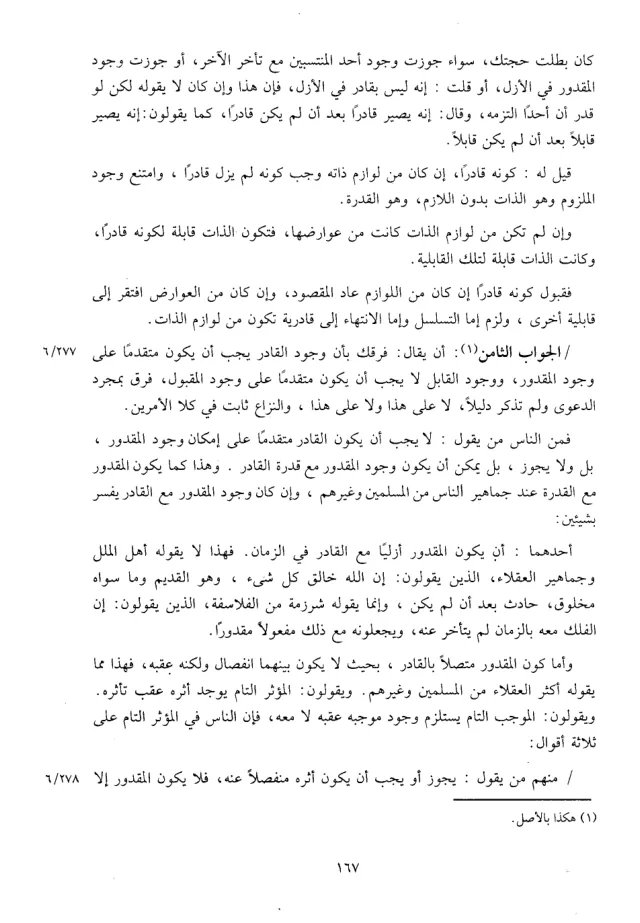 كان بطلت حجتك، سواء جوزت وجود أحد المنتسبين مع تأخر الآخر، أو جوزت وجود
المقدور في الأزل، أو قلت : إنه ليس بقادر في الأزل، فإن هذا وإن كان لا يقوله لكن لو
قدر أن أحدًا التزمه، وقال: إنه يصير قادرًا بعد أن لم يكن قادرًا، كما يقولون:إنه يصير
قابلاً بعد أن لم يكن قابلاً.
قيل له : كونه قادرًا، إن كان من لوازم ذاته وجب كونه لم يزل قادرًا ، وامتنع وجود
الملزوم وهو الذات بدون اللازم، وهو القدرة.
وإن لم تكن من لوازم الذات كانت من عوارضها، فتكون الذات قابلة لكونه قادرًا،
وكانت الذات قابلة لتلك القابلية.
فقبول كونه قادرًا إن كان من اللوازم عاد المقصود، وإن كان من العوارض افتقر إلى
قابلية أخرى ، ولزم إما التسلسل وإما الانتهاء إلى قادرية تكون من لوازم الذات.
/ الجواب الثامن(١): أن يقال: فرقك بأن وجود القادر يجب أن يكون متقدمًا على ٦/٢٧٧
وجود المقدور، ووجود القابل لا يجب أن يكون متقدمًا على وجود المقبول، فرق بمجرد
الدعوى ولم تذكر دليلاً، لا على هذا ولا على هذا ، والنزاع ثابت في كلا الأمرين.
فمن الناس من يقول : لا يجب أن يكون القادر متقدمًا على إمكان وجود المقدور ،
بل ولا يجوز ، بل يمكن أن يكون وجود المقدور مع قدرة القادر . وهذا كما يكون المقدور
مع القدرة عند جماهير الناس من المسلمين وغيرهم ، وإن كان وجود المقدور مع القادر يفسر
بشيئين:
أحدهما : أن يكون المقدور أزليًا مع القادر في الزمان. فهذا لا يقوله أهل الملل
وجماهير العقلاء، الذين يقولون: إن الله خالق كل شيء ، وهو القديم وما سواه
مخلوق، حادث بعد أن لم يكن ، وإنما يقوله شرزمة من الفلاسفة، الذين يقولون: إن
الفلك معه بالزمان لم يتأخر عنه، ويجعلونه مع ذلك مفعولاً مقدورًا.
وأما كون المقدور متصلاً بالقادر ، بحيث لا يكون بينهما انفصال ولكنه عقبه، فهذا مما
يقوله أكثر العقلاء من المسلمين وغيرهم. ويقولون: المؤثر التام يوجد أثره عقب تأثره.
ويقولون: الموجب التام يستلزم وجود موجبه عقبه لا معه، فإن الناس في المؤثر التام على
ثلاثة أقوال:
/ منهم من يقول : يجوز أو يجب أن يكون أثره منفصلاً عنه، فلا يكون المقدور إلا ٦/٢٧٨
(١) هكذا بالأصل.
١٦٧